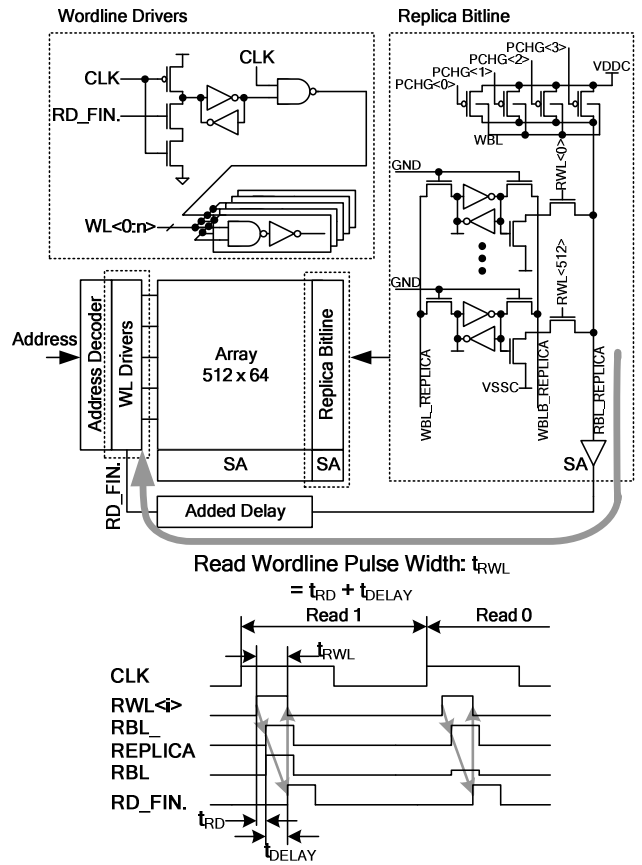 Wordline Drivers
CLK
RD_FIN.
CLK
WL<0:n>
Replica Bitline
PCHG<3>
PCHG<2>
PCHG<1>
PCHG<0>
VDDC
WBL
GND
RWL<0>
GND
RWL<512>
VSSC
WBL_REPLICA
WBLB_REPLICA
RBL_REPLICA
SA
Address
Address Decoder
WL Drivers
Array
512 x 64
Replica Bitline
SA
SA
RD_FIN.
Added Delay
Read Wordline Pulse Width: tRWL
= tRD + tDELAY
Read 1
Read 0
tRWL
CLK
RWL<i>
RBL_
REPLICA
RBL
RD_FIN.
tRD
tDELAY